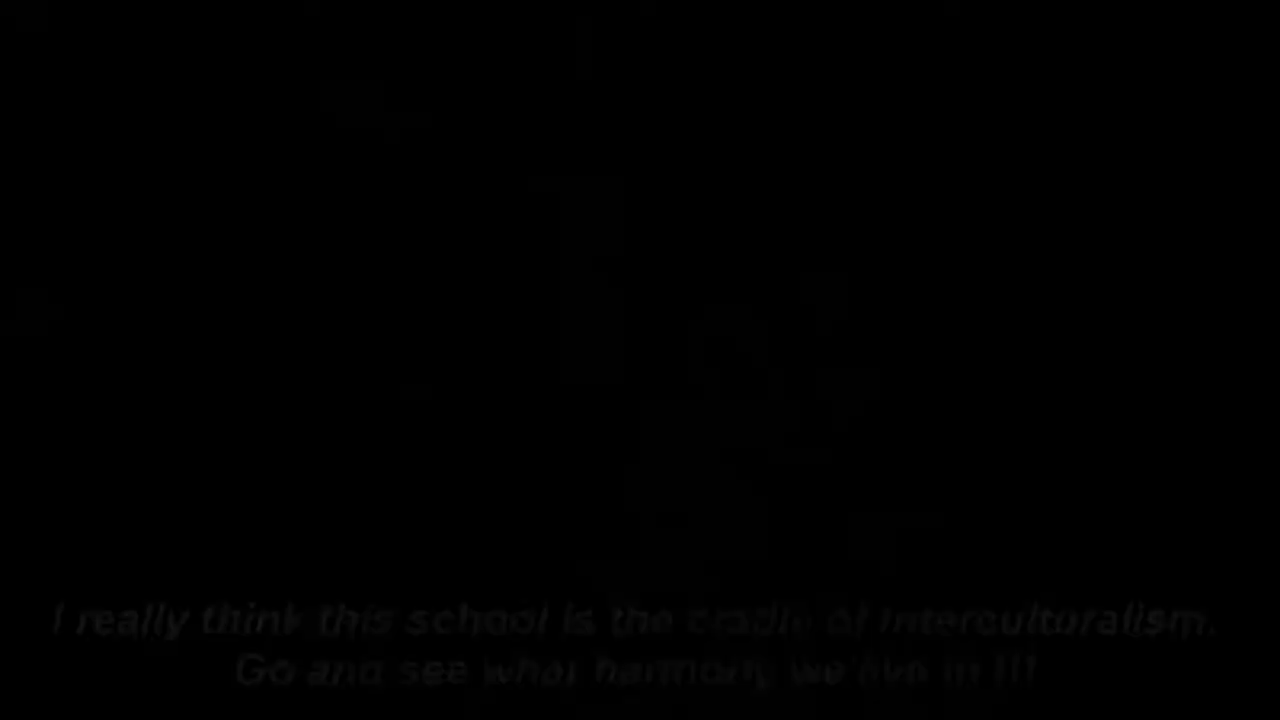 I really think this school is the cradle of Interculturalism.
Go and see what harmony we live in !!!